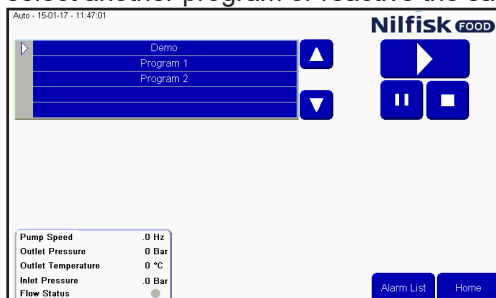 select another program or reactive the sa
Auto - 15-01-17 - 11:47:01
Nilfisk FOOD
Demo
Program 1
Program 2
Pump Speed .0 Hz
Outlet Pressure 0 Bar
Outlet Temperature 0 °C
Inlet Pressure .0 Bar
Flow Status
Alarm List
Home